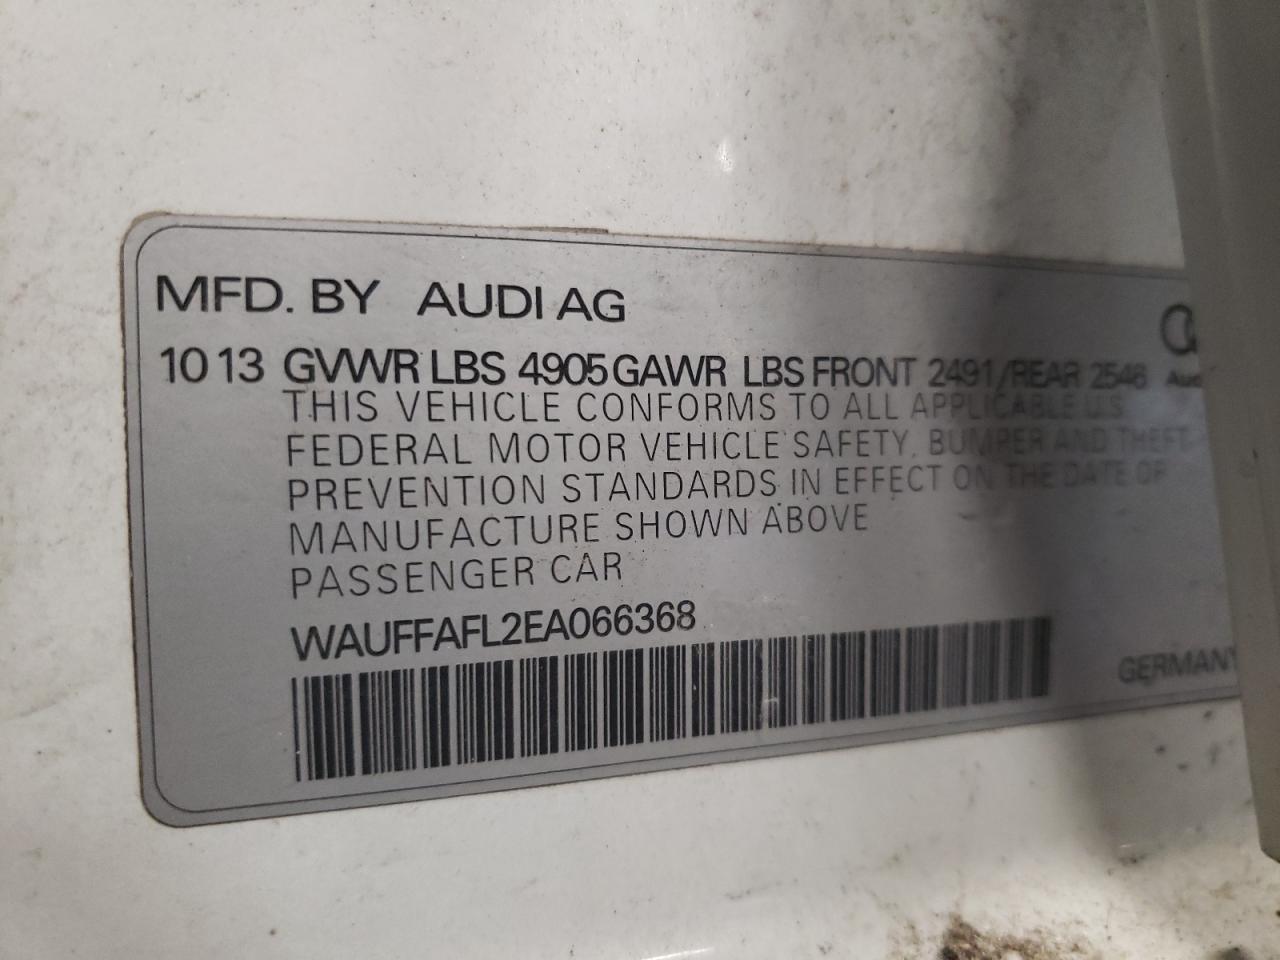 MFD. BY AUDI AG
10 13 GVWR LBS 4905 GAWR LBS FRONT 2491/REAR 2546
THIS VEHICLE CONFORMS TO ALL APPLICABLE U.S.
FEDERAL MOTOR VEHICLE SAFETY, BUMPER AND THEFT
PREVENTION STANDARDS IN EFFECT ON THE DATE OF
MANUFACTURE SHOWN ABOVE
PASSENGER CAR
WAUFFAFL2EA066368
GERMANY